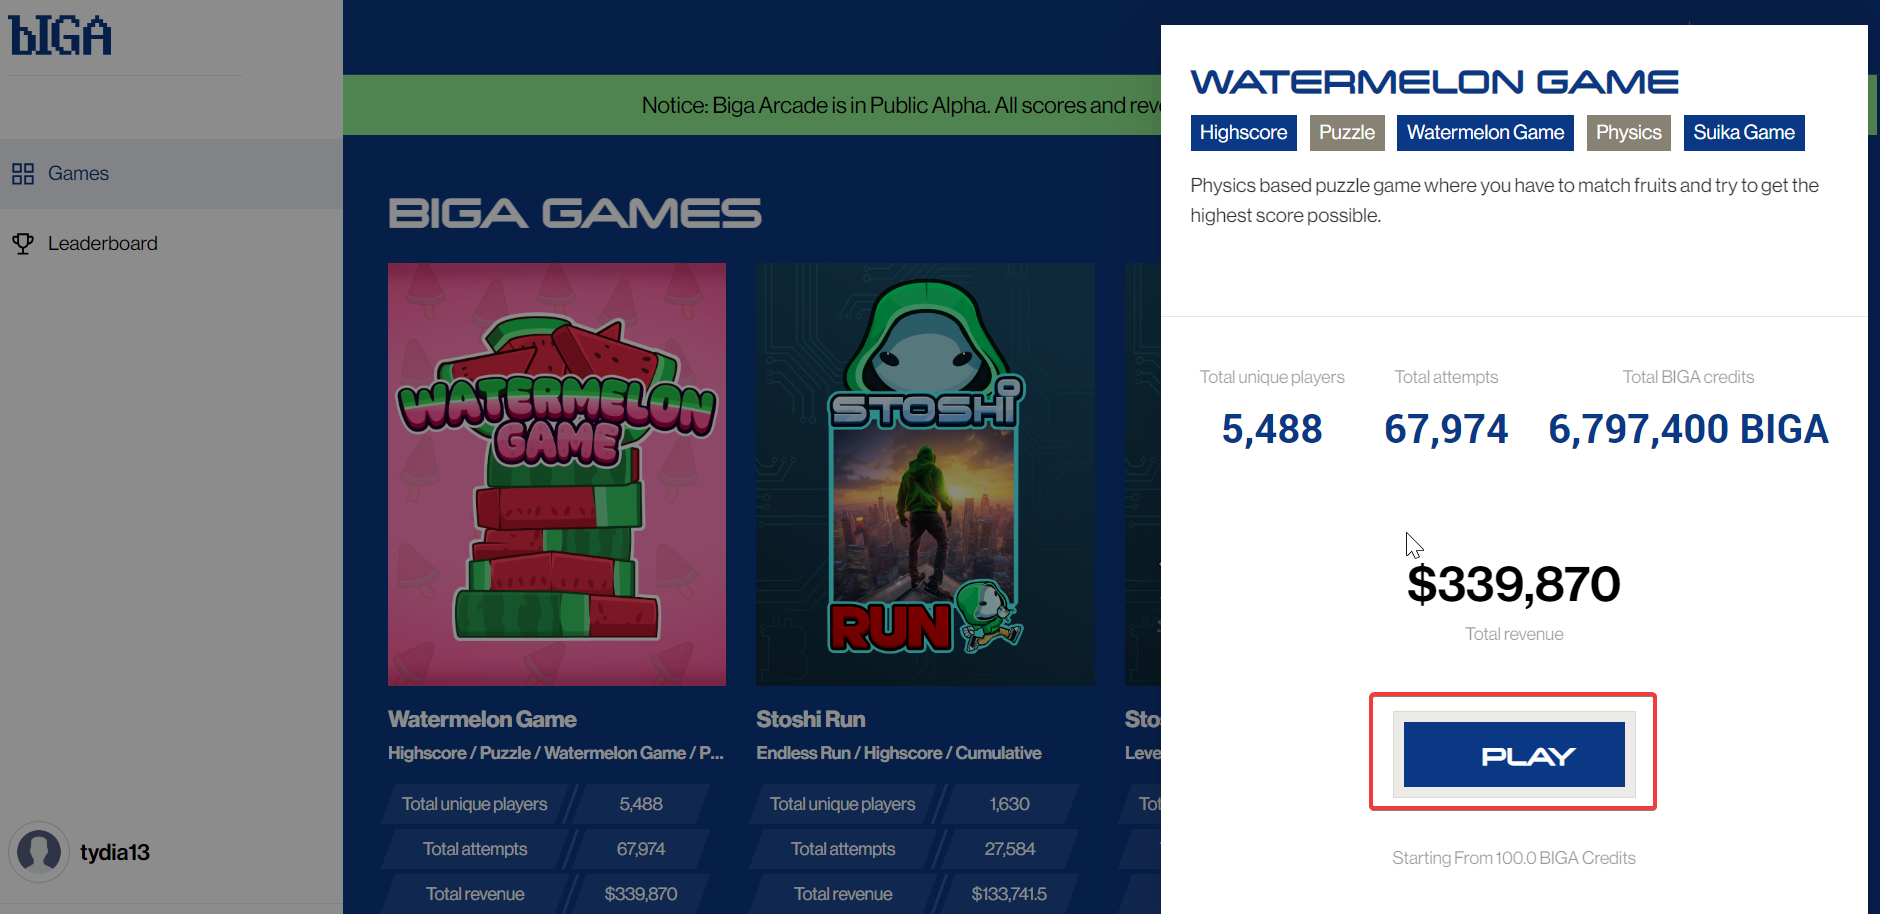 bIGA
Games
Leaderboard
tydia13
Notice: Biga Arcade is in Public Alpha. All scores and reve
BIGA GAMES
WATERMELON
GAME
STOSHI
RUN
Watermelon Game
Highscore / Puzzle / Watermelon Game / P...
Total unique players 5,488
Total attempts 67,974
Total revenue $339,870
Stoshi Run
Endless Run / Highscore / Cumulative
Total unique players 1,630
Total attempts 27,584
Total revenue $133,741.5
Sto
Leve
Tot
WATERMELON GAME
Highscore Puzzle Watermelon Game Physics Suika Game
Physics based puzzle game where you have to match fruits and try to get the
highest score possible.
Total unique players Total attempts Total BIGA credits
5,488 67,974 6,797,400 BIGA
$339,870
Total revenue
PLAY
Starting From 100.0 BIGA Credits